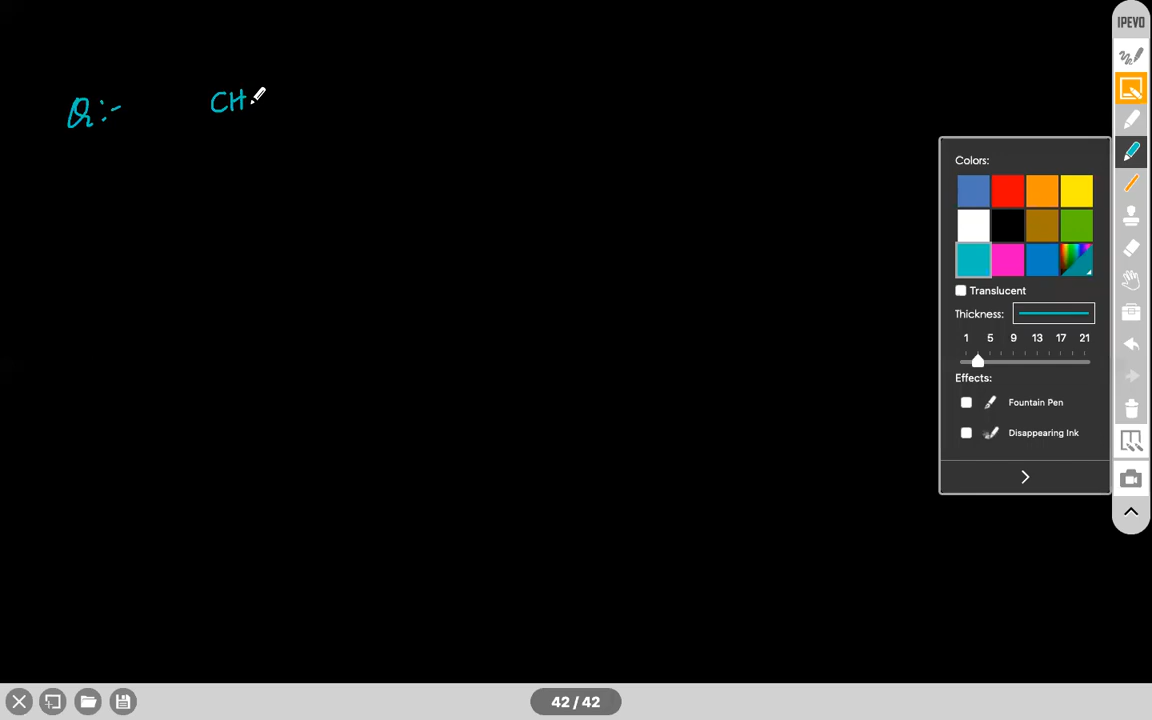 IPEVO
Q:- CH
Colors:
Translucent
Thickness:
1 5 9 13 17 21
Effects:
Fountain Pen
Disappearing Ink
42 / 42